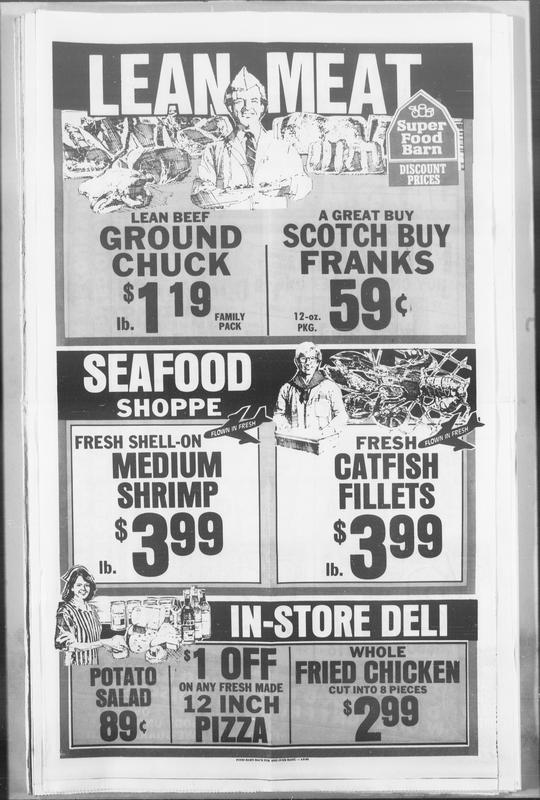 LEAN MEAT
Super
Food
Barn
DISCOUNT
PRICES
LEAN BEEF
GROUND
CHUCK
$1 19
lb.
FAMILY
PACK
A GREAT BUY
SCOTCH BUY
FRANKS
12-oz.
PKG.
59¢
SEAFOOD
SHOPPE
FLOWN IN FRESH
FRESH SHELL-ON
MEDIUM
SHRIMP
$3 99
lb.
FLOWN IN FRESH
FRESH
CATFISH
FILLETS
$3 99
lb.
IN-STORE DELI
POTATO
SALAD
89¢
$1 OFF
ON ANY FRESH MADE
12 INCH
PIZZA
WHOLE
FRIED CHICKEN
CUT INTO 8 PIECES
$2 99